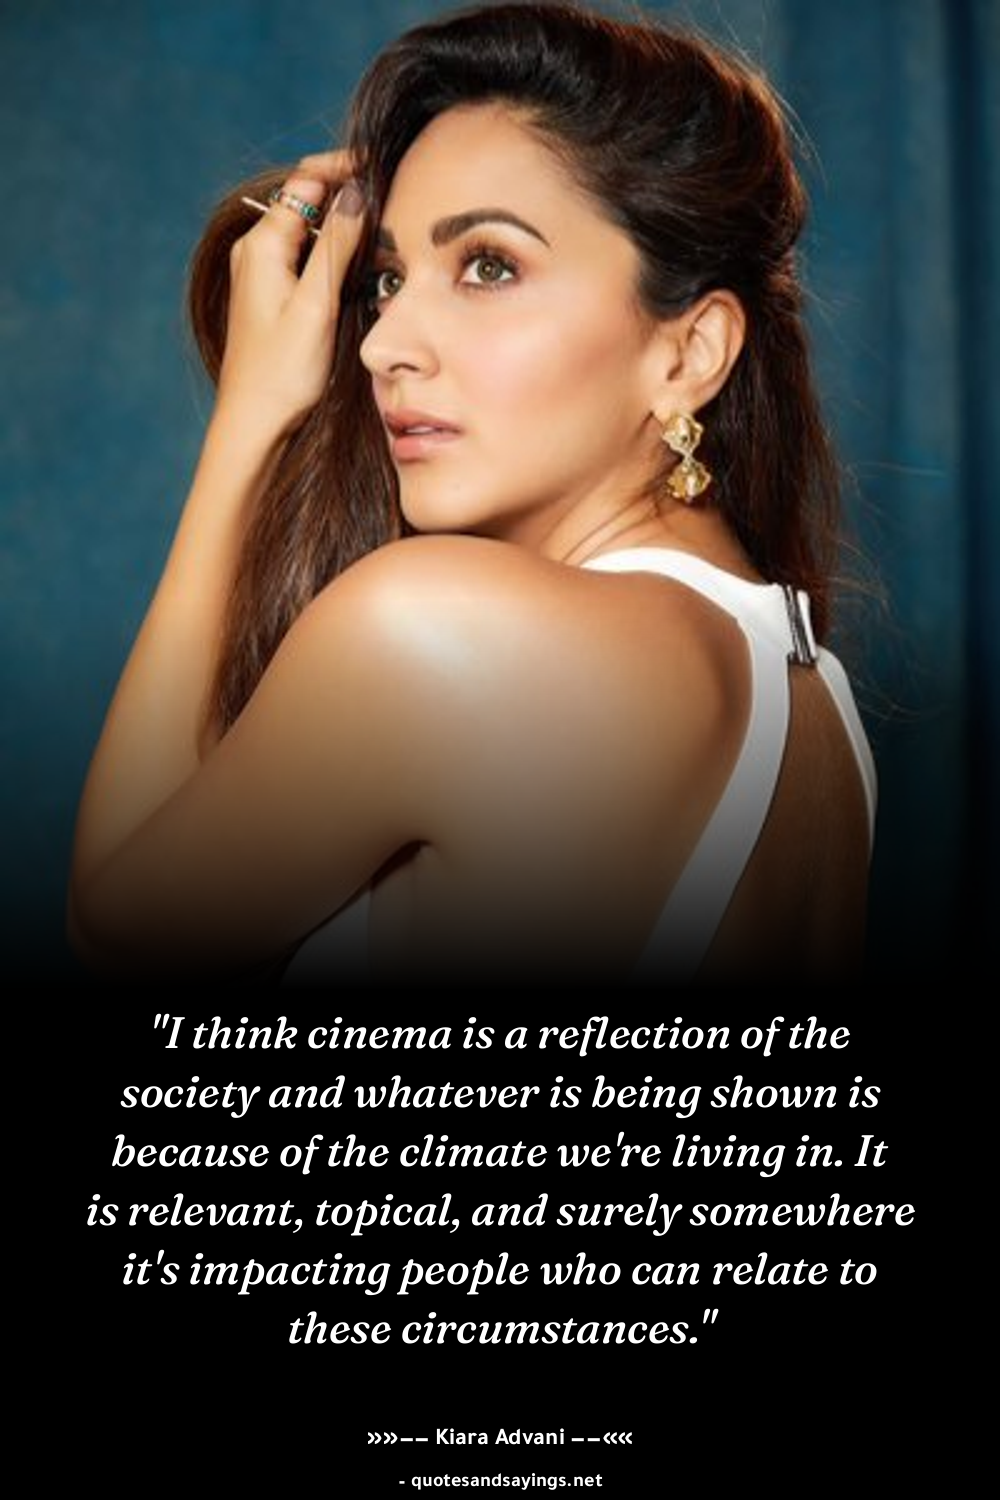 "I think cinema is a reflection of the
society and whatever is being shown is
because of the climate we're living in. It
is relevant, topical, and surely somewhere
it's impacting people who can relate to
these circumstances."
»»–– Kiara Advani ––««
- quotesandsayings.net